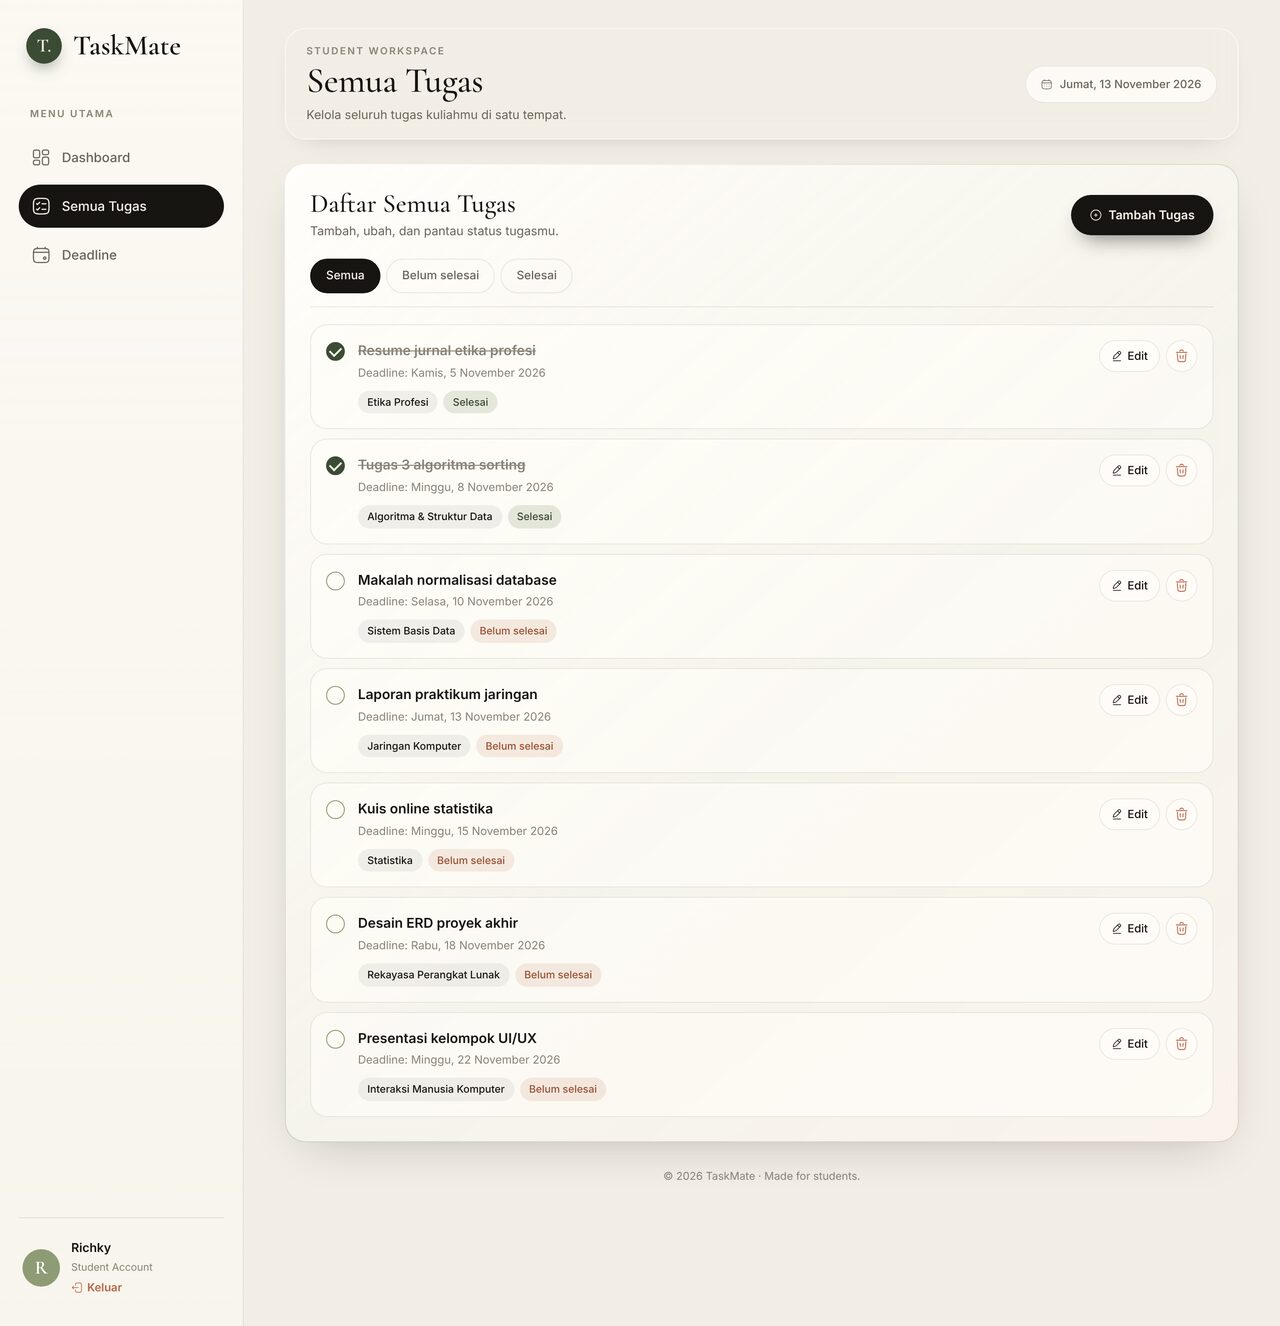 T.
TaskMate
MENU UTAMA
Dashboard
Semua Tugas
Deadline
STUDENT WORKSPACE
Semua Tugas
Kelola seluruh tugas kuliahmu di satu tempat.
Jumat, 13 November 2026
Daftar Semua Tugas
Tambah, ubah, dan pantau status tugasmu.
Tambah Tugas
Semua
Belum selesai
Selesai
Resume jurnal etika profesi
Deadline: Kamis, 5 November 2026
Etika Profesi
Selesai
Edit
Tugas 3 algoritma sorting
Deadline: Minggu, 8 November 2026
Algoritma & Struktur Data
Selesai
Edit
Makalah normalisasi database
Deadline: Selasa, 10 November 2026
Sistem Basis Data
Belum selesai
Edit
Laporan praktikum jaringan
Deadline: Jumat, 13 November 2026
Jaringan Komputer
Belum selesai
Edit
Kuis online statistika
Deadline: Minggu, 15 November 2026
Statistika
Belum selesai
Edit
Desain ERD proyek akhir
Deadline: Rabu, 18 November 2026
Rekayasa Perangkat Lunak
Belum selesai
Edit
Presentasi kelompok UI/UX
Deadline: Minggu, 22 November 2026
Interaksi Manusia Komputer
Belum selesai
Edit
© 2026 TaskMate · Made for students.
R
Richky
Student Account
Keluar